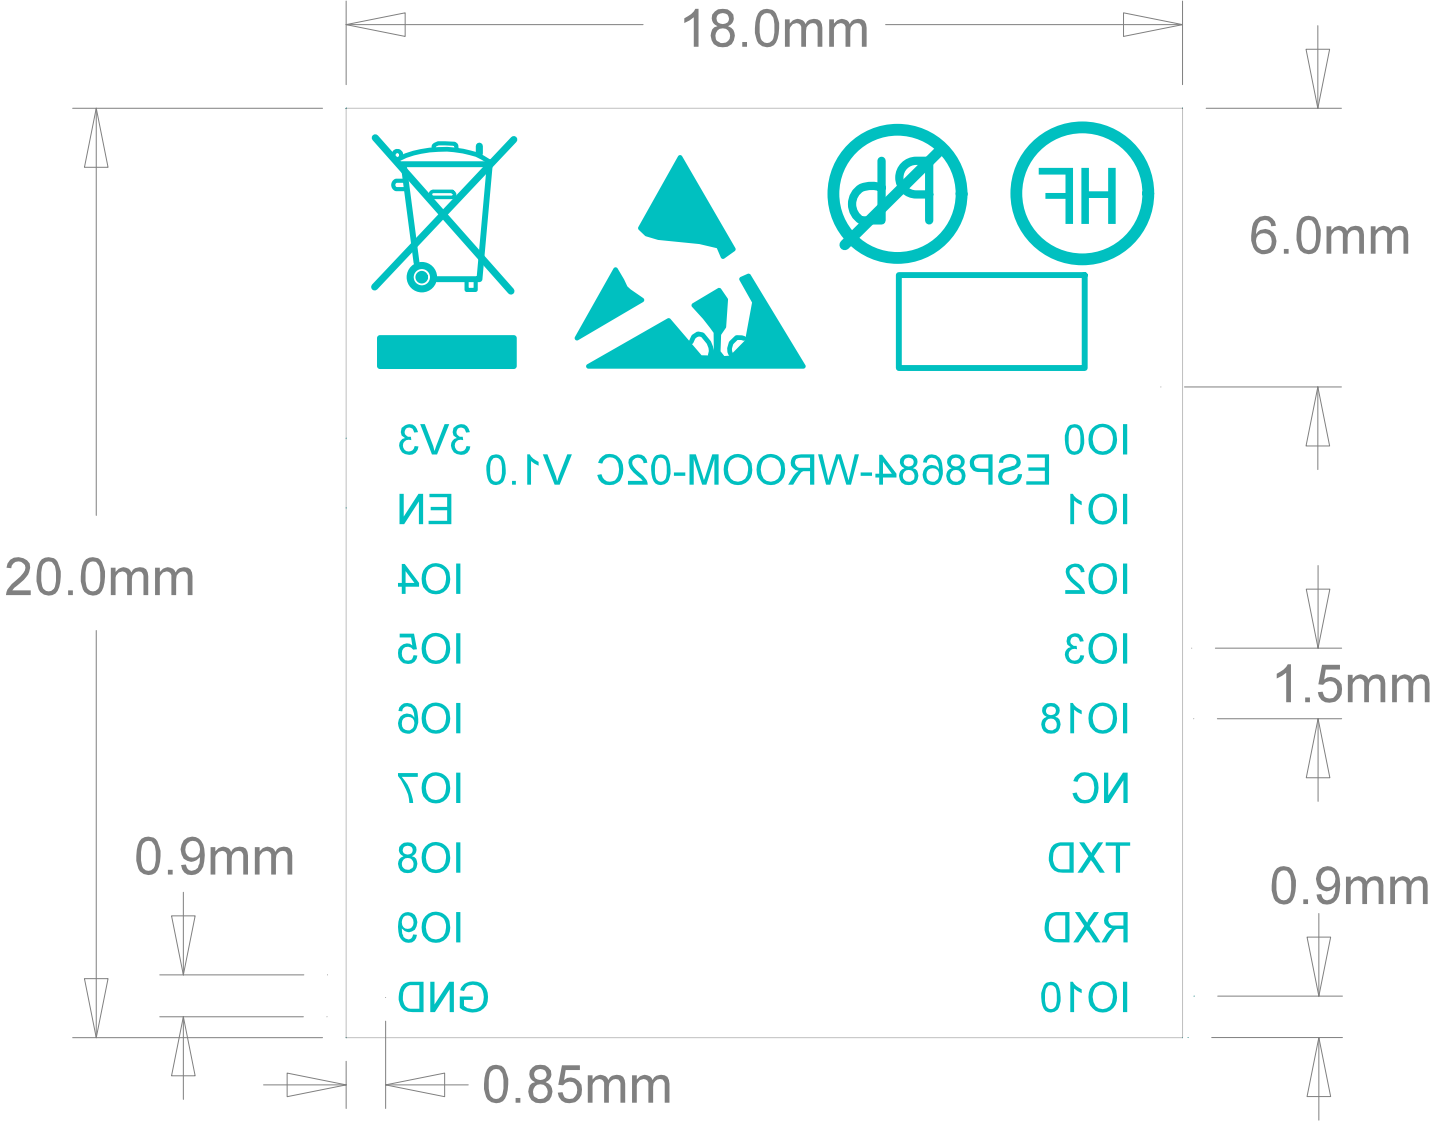 18.0mm
Pb HF
6.0mm
3V3 IO0
ESP8684-WROOM-02C V1.0
EN IO1
20.0mm
IO4 IO2
IO5 IO3
1.5mm
IO6 IO18
IO7 NC
0.9mm
IO8 TXD
0.9mm
IO9 RXD
GND IO10
0.85mm